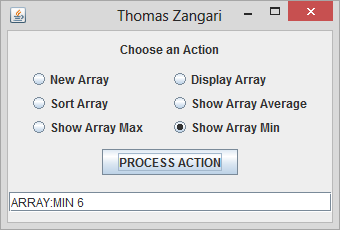 Thomas Zangari
Choose an Action
New Array Display Array
Sort Array Show Array Average
Show Array Max Show Array Min
PROCESS ACTION
ARRAY:MIN 6